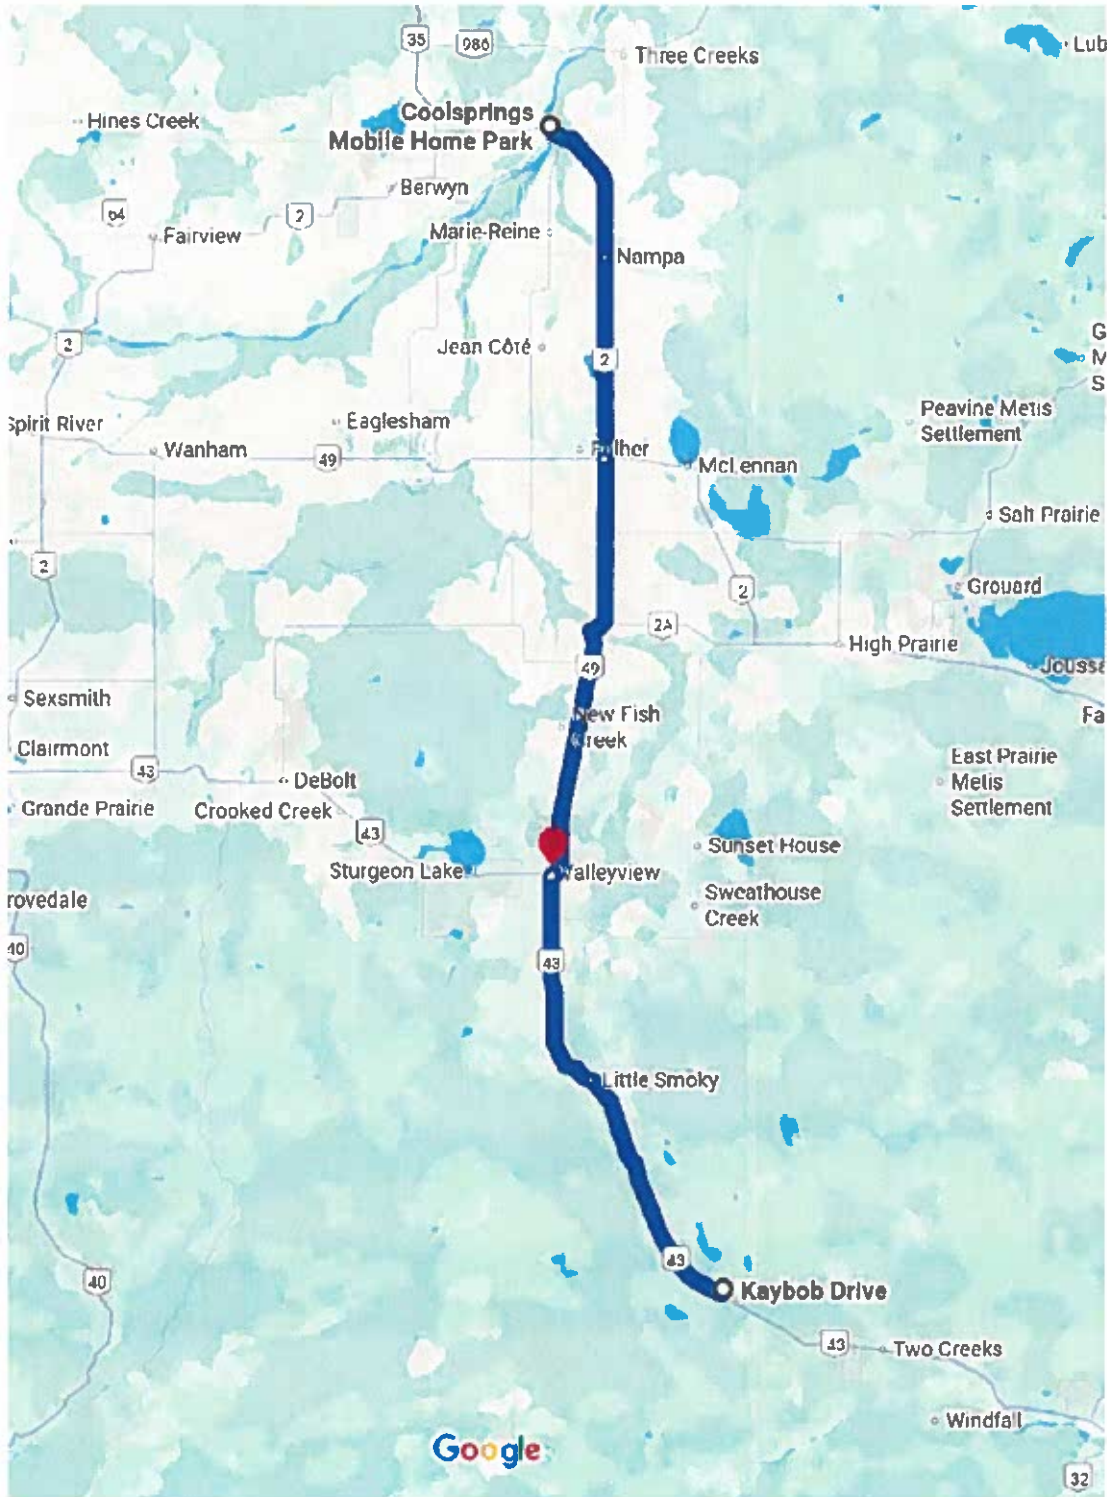 35
986
Three Creeks
Lub
Coolsprings
Mobile Home Park
Hines Creek
Berwyn
64
2
Fairview
Marie-Reine
Nampa
2
Jean Côté
2
G
M
S
Peavine Metis
Settlement
Spirit River
Eaglesham
Wanham
49
Falher
McLennan
Salt Prairie
2
2
Grouard
2A
High Prairie
49
Joussa
Sexsmith
New Fish
Creek
Fa
Clairmont
43
DeBolt
East Prairie
Metis
Settlement
Grande Prairie
Crooked Creek
43
Sunset House
Sturgeon Lake
Valleyview
Sweathouse
Creek
rovedale
40
43
Little Smoky
40
43
Kaybob Drive
43
Two Creeks
Windfall
Google
32